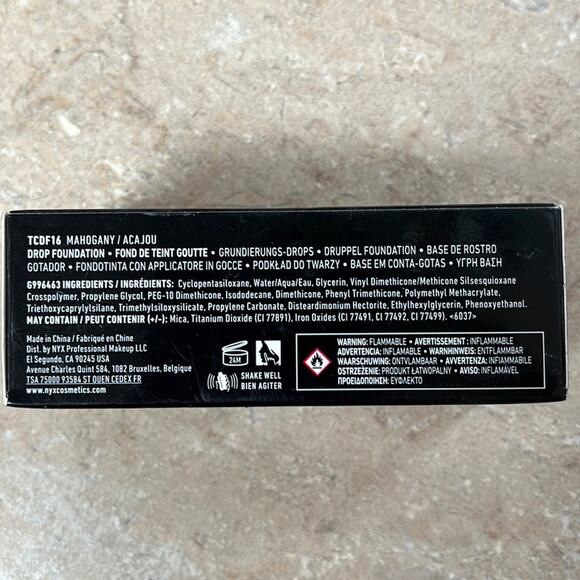 TCDF16 MAHOGANY / ACAJOU
DROP FOUNDATION • FOND DE TEINT GOUTTE • GRUNDIERUNGS-DROPS • DRUPPEL FOUNDATION • BASE DE ROSTRO
GOTADOR • FONDOTINTA CON APPLICATORE IN GOCCE • PODKŁAD DO TWARZY • BASE EM CONTA-GOTAS • ΥΓΡΗ ΒΑΣΗ
G996463 INGREDIENTS / INGRÉDIENTS: Cyclopentasiloxane, Water/Aqua/Eau, Glycerin, Vinyl Dimethicone/Methicone Silsesquioxane
Crosspolymer, Propylene Glycol, PEG-10 Dimethicone, Isododecane, Dimethicone, Phenyl Trimethicone, Polymethyl Methacrylate,
Triethoxycaprylylsilane, Trimethylsiloxysilicate, Propylene Carbonate, Disteardimonium Hectorite, Ethylhexylglycerin, Phenoxyethanol.
MAY CONTAIN / PEUT CONTENIR (+/-): Mica, Titanium Dioxide (CI 77891), Iron Oxides (CI 77491, CI 77492, CI 77499). <6037>
Made in China / Fabriqué en Chine
Dist. by NYX Professional Makeup LLC
El Segundo, CA 90245 USA
Avenue Charles Quint 584, 1082 Bruxelles, Belgique
TSA 75000 93584 ST OUEN CEDEX FR
www.nyxcosmetics.com
24M
SHAKE WELL
BIEN AGITER
WARNING: FLAMMABLE • AVERTISSEMENT : INFLAMMABLE
ADVERTENCIA: INFLAMABLE • WARNHINWEIS: ENTFLAMMBAR
WAARSCHUWING: ONTVLAMBAAR • AVVERTENZA: INFIAMMABILE
OSTRZEŻENIE: PRODUKT ŁATWOPALNY • AVISO: INFLAMÁVEL
ΠΡΟΕΙΔΟΠΟΙΗΣΗ: ΕΥΦΛΕΚΤΟ